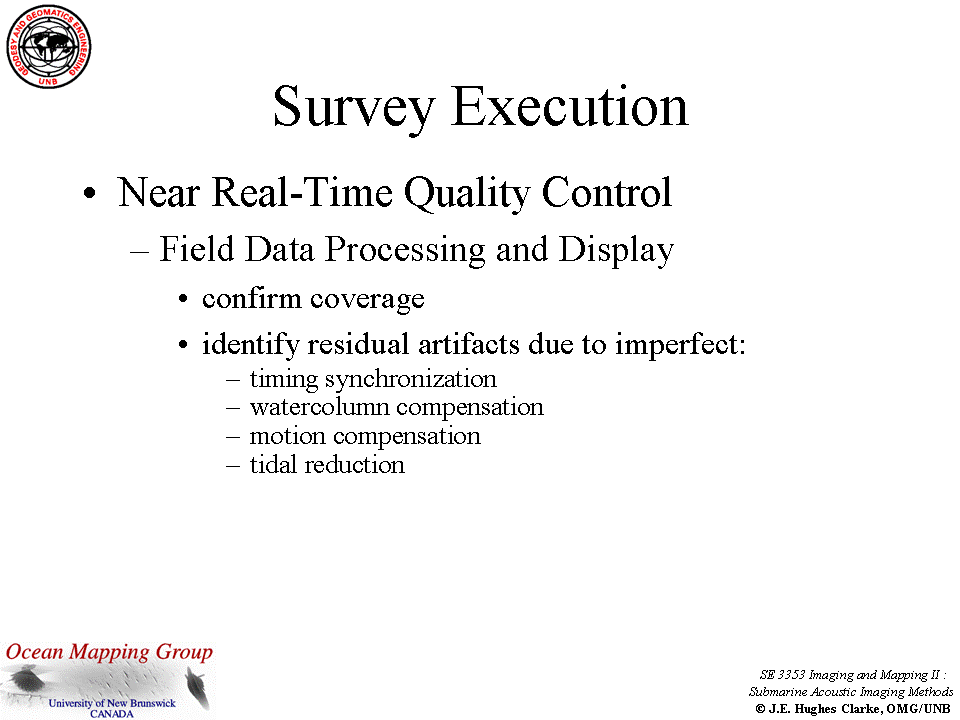 GEODESY AND GEOMATICS ENGINEERING
UNB
Survey Execution
• Near Real-Time Quality Control
– Field Data Processing and Display
• confirm coverage
• identify residual artifacts due to imperfect:
– timing synchronization
– watercolumn compensation
– motion compensation
– tidal reduction
Ocean Mapping Group
University of New Brunswick
CANADA
SE 3353 Imaging and Mapping II :
Submarine Acoustic Imaging Methods
© J.E. Hughes Clarke, OMG/UNB